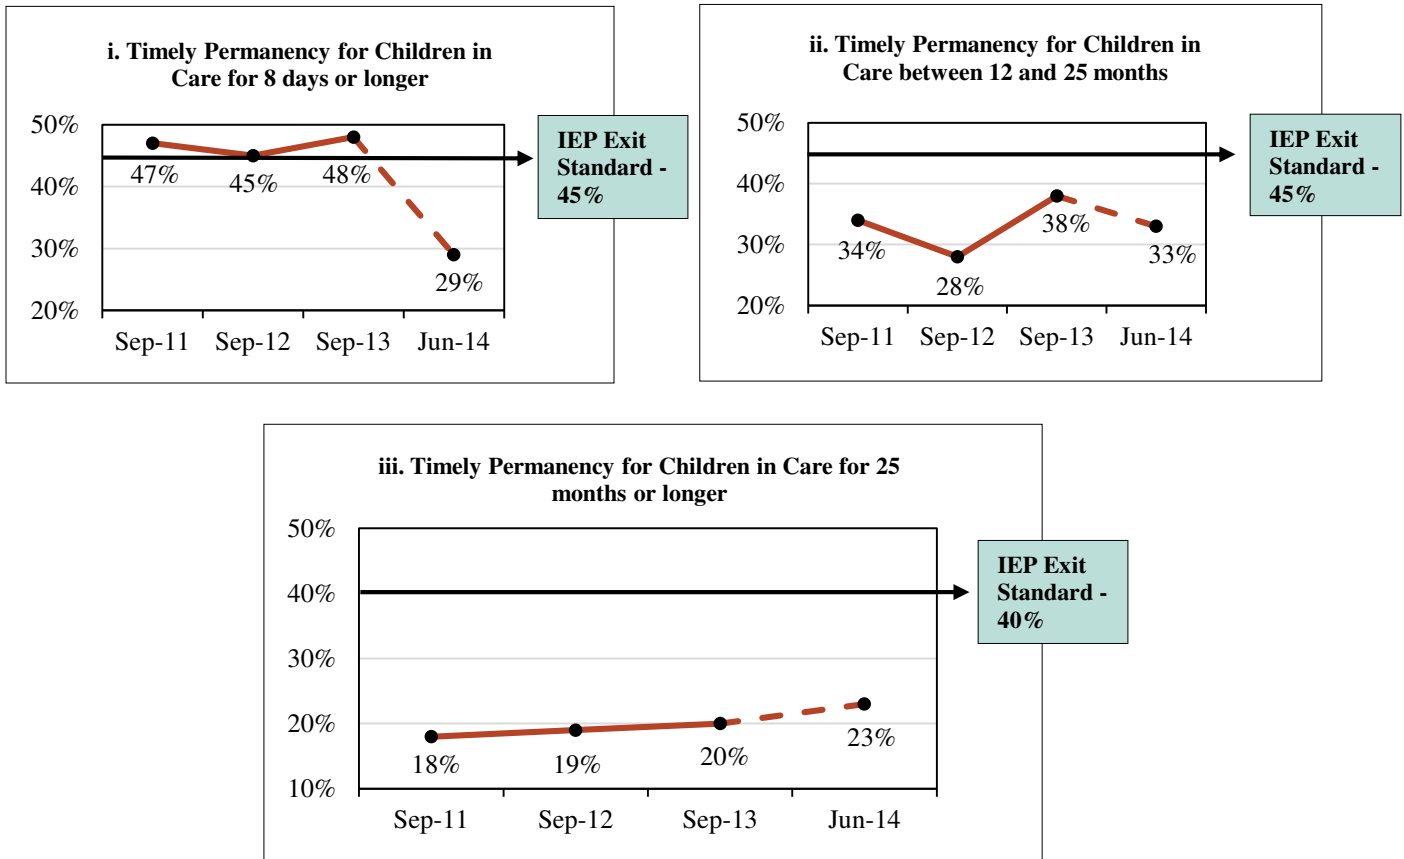 i. Timely Permanency for Children in
Care for 8 days or longer
50%
40%
30%
20%
47%
45%
48%
29%
Sep-11
Sep-12
Sep-13
Jun-14
IEP Exit
Standard -
45%
ii. Timely Permanency for Children in
Care between 12 and 25 months
50%
40%
30%
20%
34%
28%
38%
33%
Sep-11
Sep-12
Sep-13
Jun-14
IEP Exit
Standard -
45%
iii. Timely Permanency for Children in Care for 25
months or longer
50%
40%
30%
20%
10%
18%
19%
20%
23%
Sep-11
Sep-12
Sep-13
Jun-14
IEP Exit
Standard -
40%